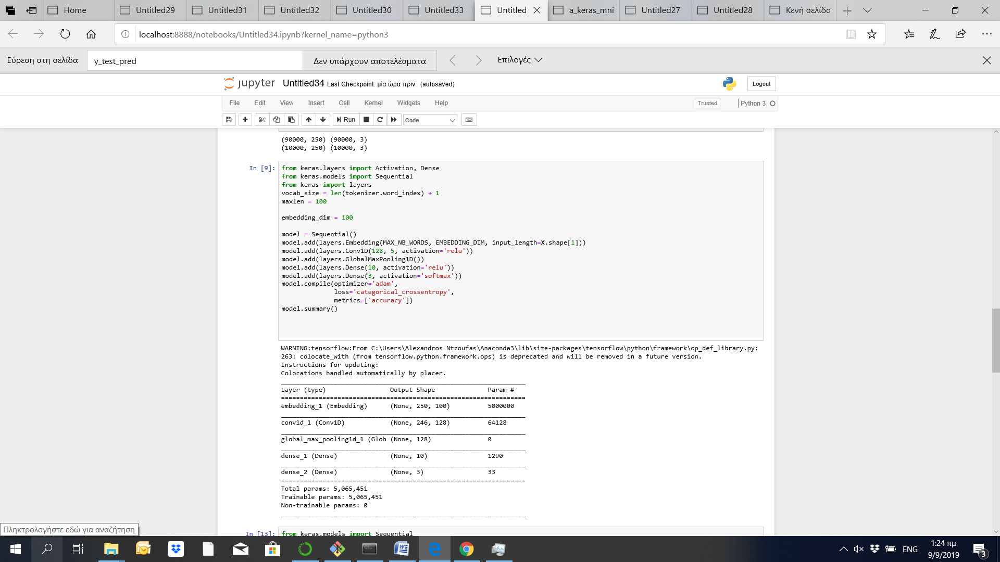 Home Untitled29 Untitled31 Untitled32 Untitled30 Untitled33 Untitled a_keras_mni Untitled27 Untitled28 Κενή σελίδο
localhost:8888/notebooks/Untitled34.ipynb?kernel_name=python3
Εύρεση στη σελίδα y_test_pred Δεν υπάρχουν αποτελέσματα Επιλογές
jupyter Untitled34 Last Checkpoint: μία ώρα πριν (autosaved) Logout
File Edit View Insert Cell Kernel Widgets Help Trusted Python 3
Run Code
(90000, 250) (90000, 3)
(10000, 250) (10000, 3)
In [9]: from keras.layers import Activation, Dense
from keras.models import Sequential
from keras import layers
vocab_size = len(tokenizer.word_index) + 1
maxlen = 100
embedding_dim = 100
model = Sequential()
model.add(layers.Embedding(MAX_NB_WORDS, EMBEDDING_DIM, input_length=X.shape[1]))
model.add(layers.Conv1D(128, 5, activation='relu'))
model.add(layers.GlobalMaxPooling1D())
model.add(layers.Dense(10, activation='relu'))
model.add(layers.Dense(3, activation='softmax'))
model.compile(optimizer='adam',
loss='categorical_crossentropy',
metrics=['accuracy'])
model.summary()
WARNING:tensorflow:From C:\Users\Alexandros Ntzoufas\Anaconda3\lib\site-packages\tensorflow\python\framework\op_def_library.py:
263: colocate_with (from tensorflow.python.framework.ops) is deprecated and will be removed in a future version.
Instructions for updating:
Colocations handled automatically by placer.
_________________________________________________________________
Layer (type) Output Shape Param #
=================================================================
embedding_1 (Embedding) (None, 250, 100) 5000000
_________________________________________________________________
conv1d_1 (Conv1D) (None, 246, 128) 64128
_________________________________________________________________
global_max_pooling1d_1 (Glob (None, 128) 0
_________________________________________________________________
dense_1 (Dense) (None, 10) 1290
_________________________________________________________________
dense_2 (Dense) (None, 3) 33
=================================================================
Total params: 5,065,451
Trainable params: 5,065,451
Non-trainable params: 0
_________________________________________________________________
In [13]: from keras.models import Sequential
Πληκτρολογήστε εδώ για αναζήτηση
ENG 1:24 πμ
9/9/2019 3